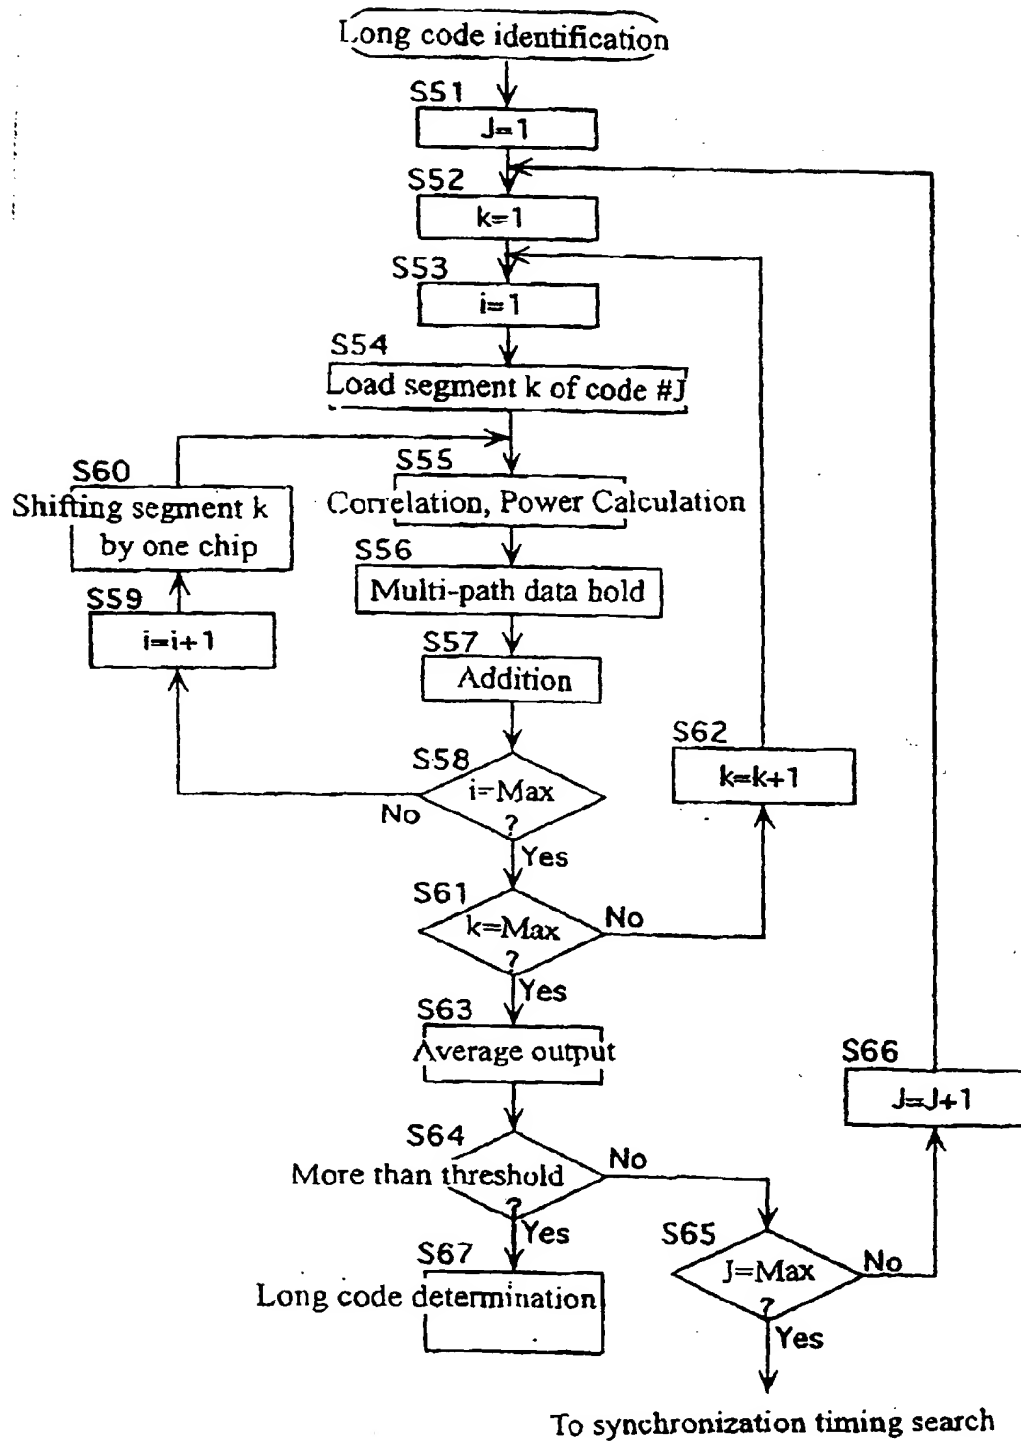 Long code identification
S51
J=1
S52
k=1
S53
i=1
S54
Load segment k of code #J
S60
Shifting segment k
by one chip
S55
Correlation, Power Calculation
S56
Multi-path data hold
S59
i=i+1
S57
Addition
S58
i=Max
?
No
Yes
S62
k=k+1
S61
k=Max
?
No
Yes
S63
Average output
S66
J=J+1
S64
More than threshold
?
No
Yes
S65
J=Max
?
No
Yes
S67
Long code determination
To synchronization timing search